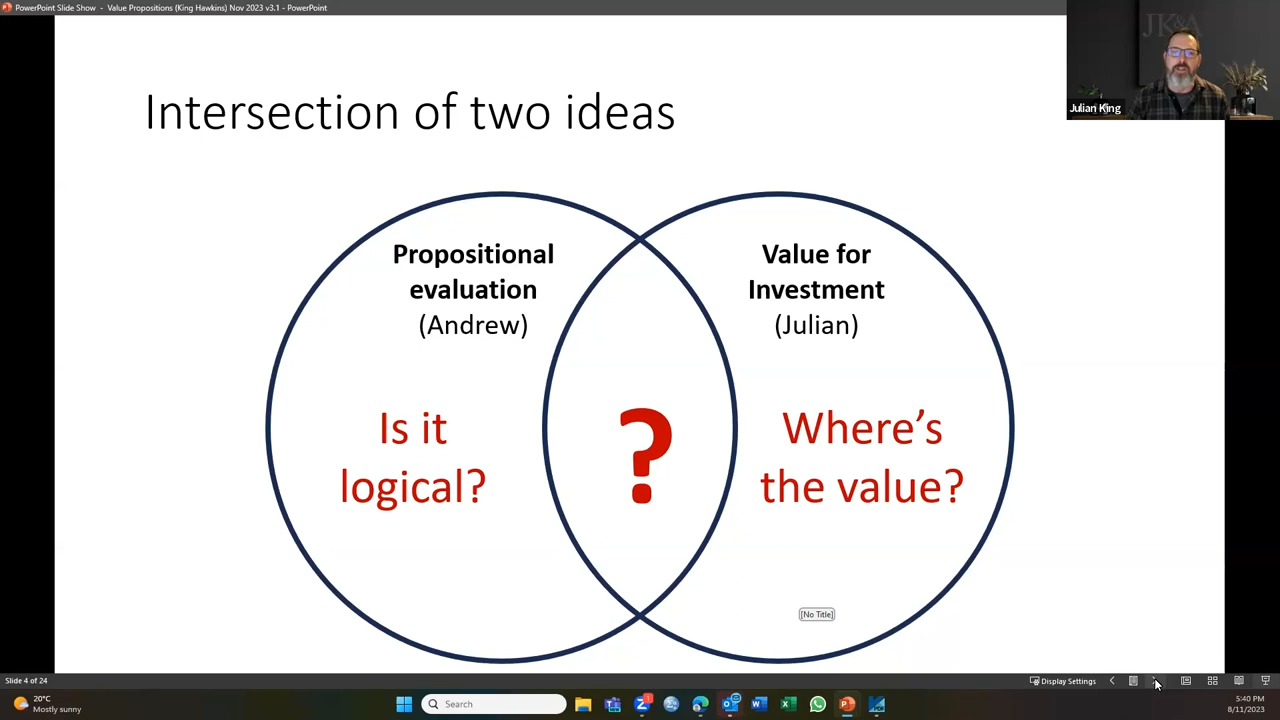 PowerPoint Slide Show - Value Propositions (King Hawkins) Nov 2023 v3.1 - PowerPoint
JK&A
Julian King
Intersection of two ideas
Propositional
evaluation
(Andrew)
Value for
Investment
(Julian)
Is it
logical?
?
Where's
the value?
[No Title]
Slide 4 of 24
Display Settings
20°C
Mostly sunny
Search
1
5:40 PM
8/11/2023